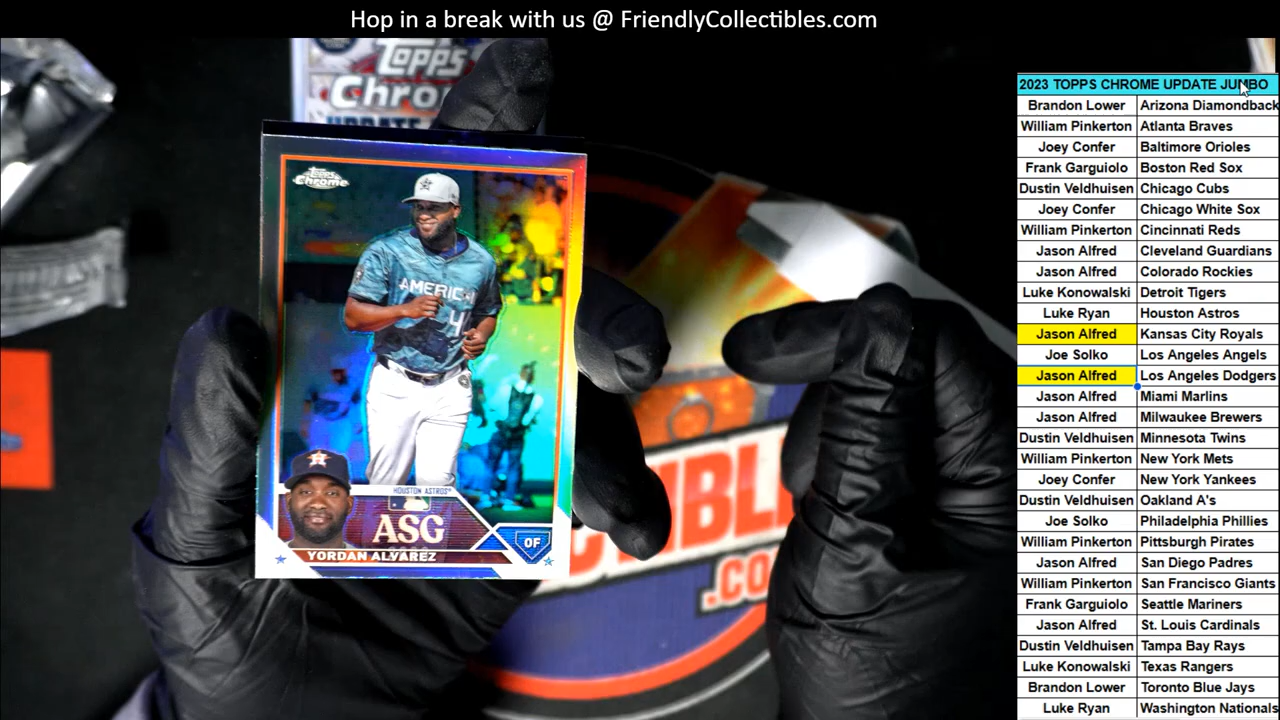 Hop in a break with us @ FriendlyCollectibles.com
Topps
Chrome
AMERIC
4
HOUSTON ASTROS
ASG
OF
YORDAN ALVAREZ
.CO
2023 TOPPS CHROME UPDATE JUMBO
Brandon Lower Arizona Diamondback
William Pinkerton Atlanta Braves
Joey Confer Baltimore Orioles
Frank Garguiolo Boston Red Sox
Dustin Veldhuisen Chicago Cubs
Joey Confer Chicago White Sox
William Pinkerton Cincinnati Reds
Jason Alfred Cleveland Guardians
Jason Alfred Colorado Rockies
Luke Konowalski Detroit Tigers
Luke Ryan Houston Astros
Jason Alfred Kansas City Royals
Joe Solko Los Angeles Angels
Jason Alfred Los Angeles Dodgers
Jason Alfred Miami Marlins
Jason Alfred Milwaukee Brewers
Dustin Veldhuisen Minnesota Twins
William Pinkerton New York Mets
Joey Confer New York Yankees
Dustin Veldhuisen Oakland A's
Joe Solko Philadelphia Phillies
William Pinkerton Pittsburgh Pirates
Jason Alfred San Diego Padres
William Pinkerton San Francisco Giants
Frank Garguiolo Seattle Mariners
Jason Alfred St. Louis Cardinals
Dustin Veldhuisen Tampa Bay Rays
Luke Konowalski Texas Rangers
Brandon Lower Toronto Blue Jays
Luke Ryan Washington Nationals